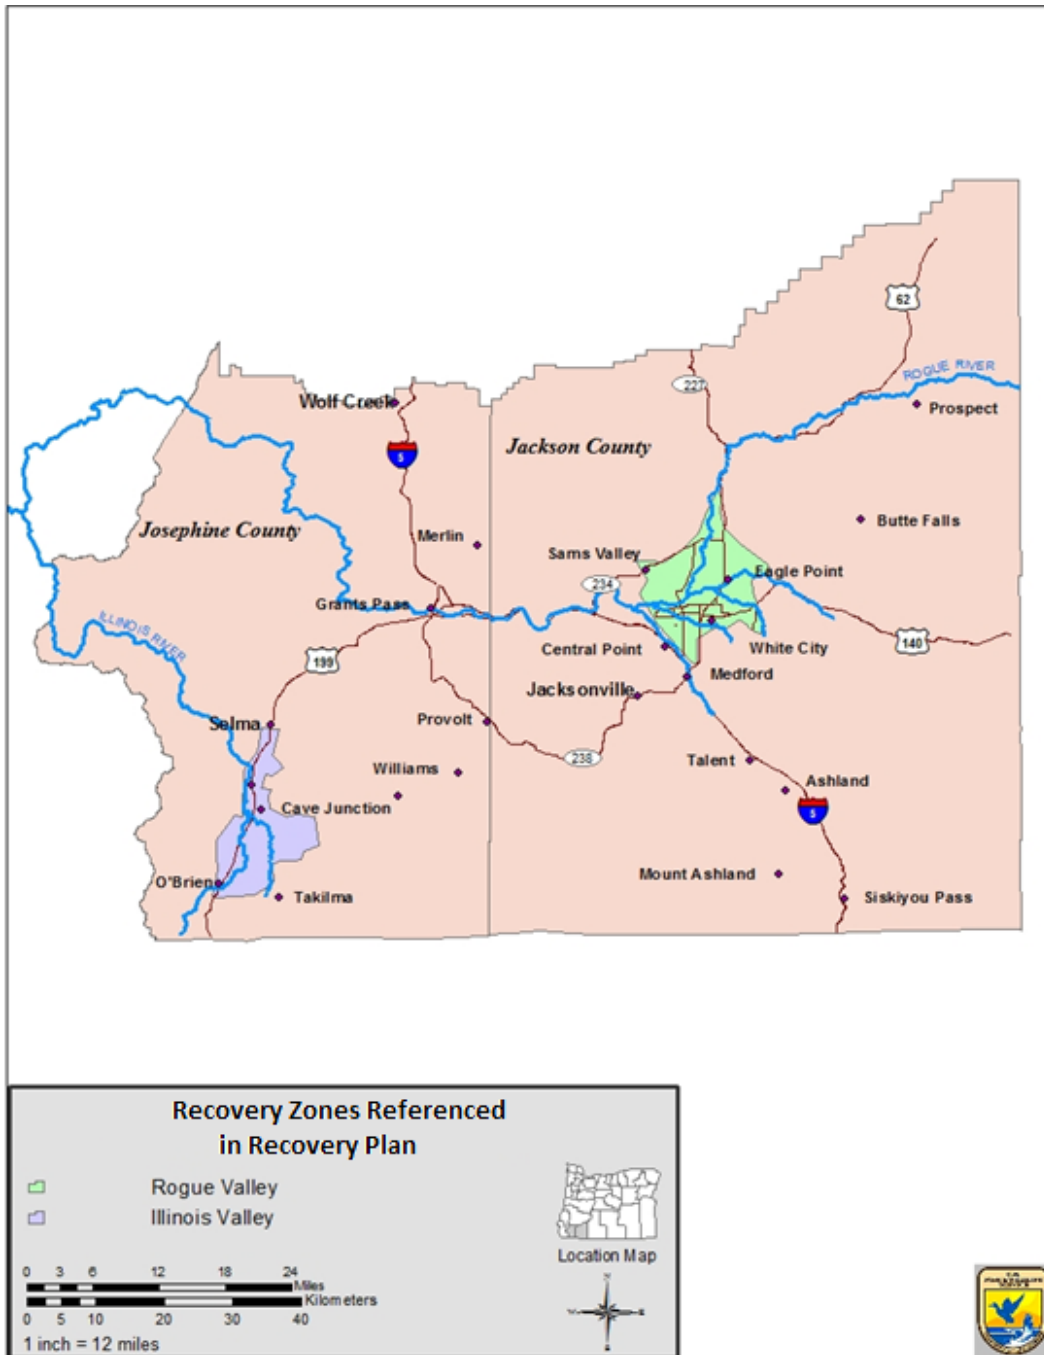 62
ROGUE RIVER
227
Wolf Creek
Prospect
Jackson County
5
Butte Falls
Josephine County
Merlin
Sams Valley
Eagle Point
234
Grants Pass
ILLINOIS RIVER
140
Central Point
White City
199
Medford
Jacksonville
Selma
Provolt
238
Talent
Williams
Ashland
Cave Junction
5
Mount Ashland
O'Brien
Takilma
Siskiyou Pass
Recovery Zones Referenced
in Recovery Plan
Rogue Valley
Illinois Valley
Location Map
0 3 6 12 18 24
Miles
Kilometers
0 5 10 20 30 40
1 inch = 12 miles